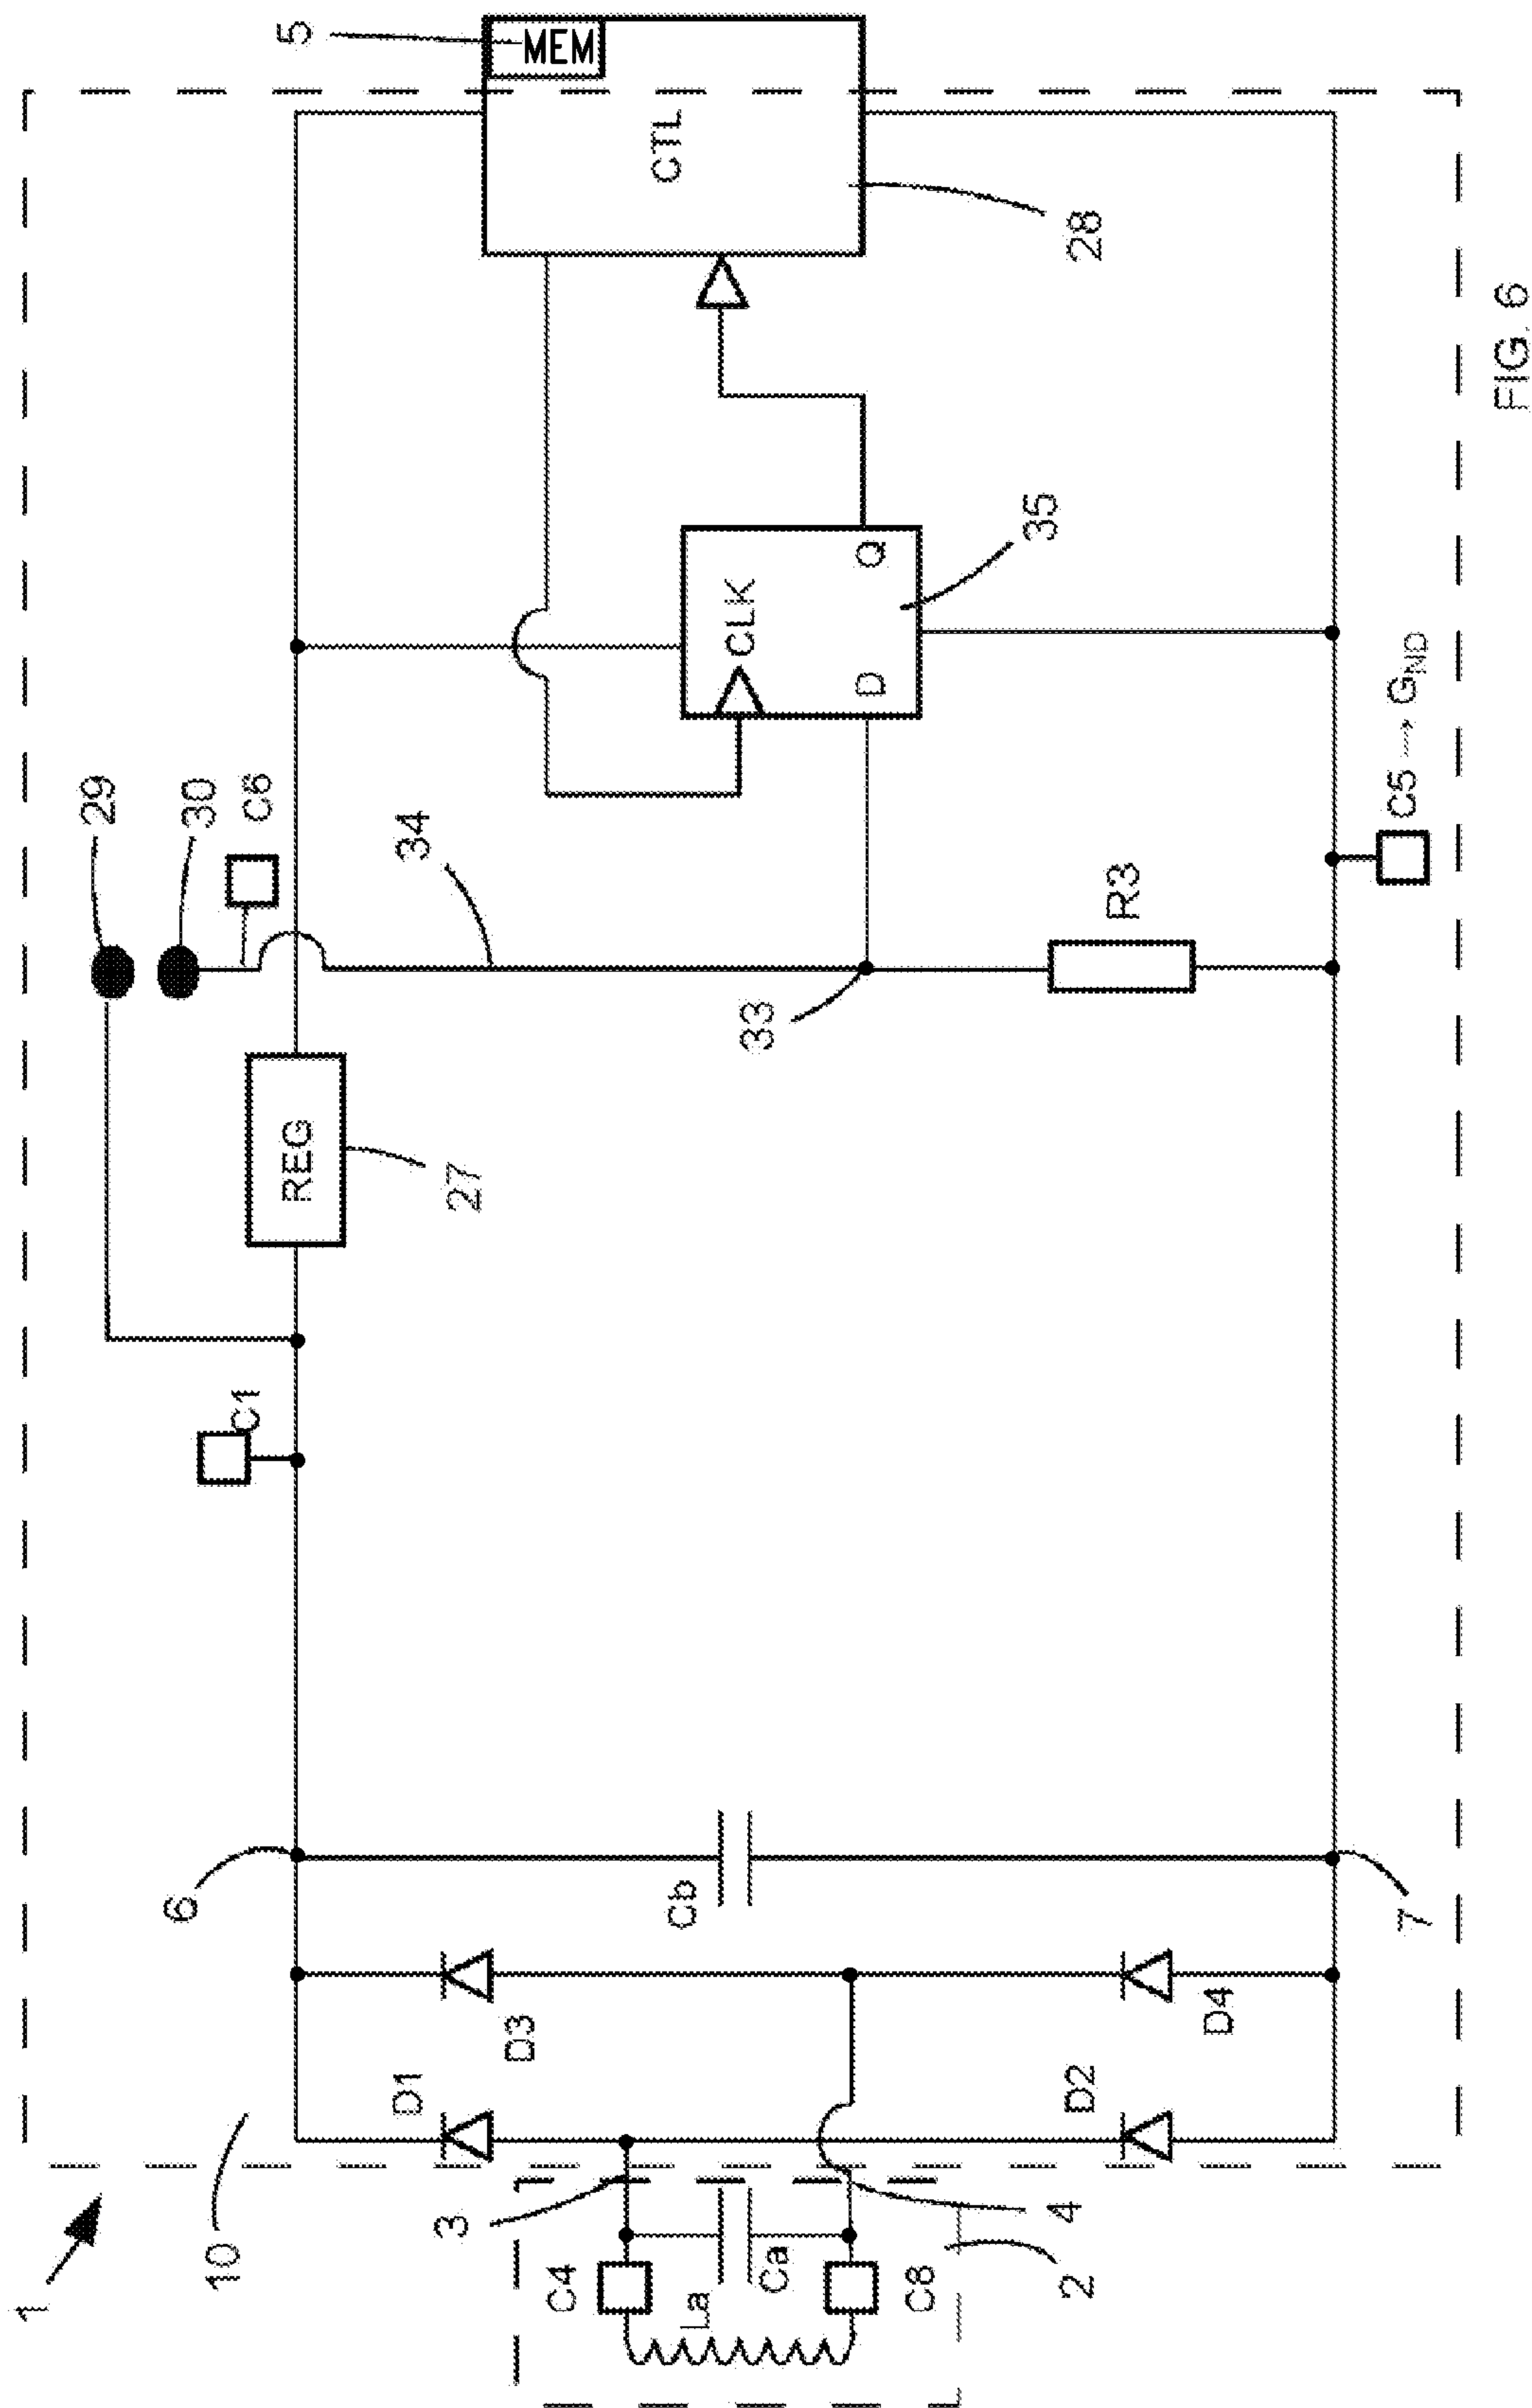 1
10
6
C1
29
30
C6
REG
27
34
5
MEM
CTL
28
CLK
D
Q
35
33
R3
D1
D3
Cb
3
C4
La
Ca
C8
4
2
D2
D4
7
C5 → GND
FIG. 6